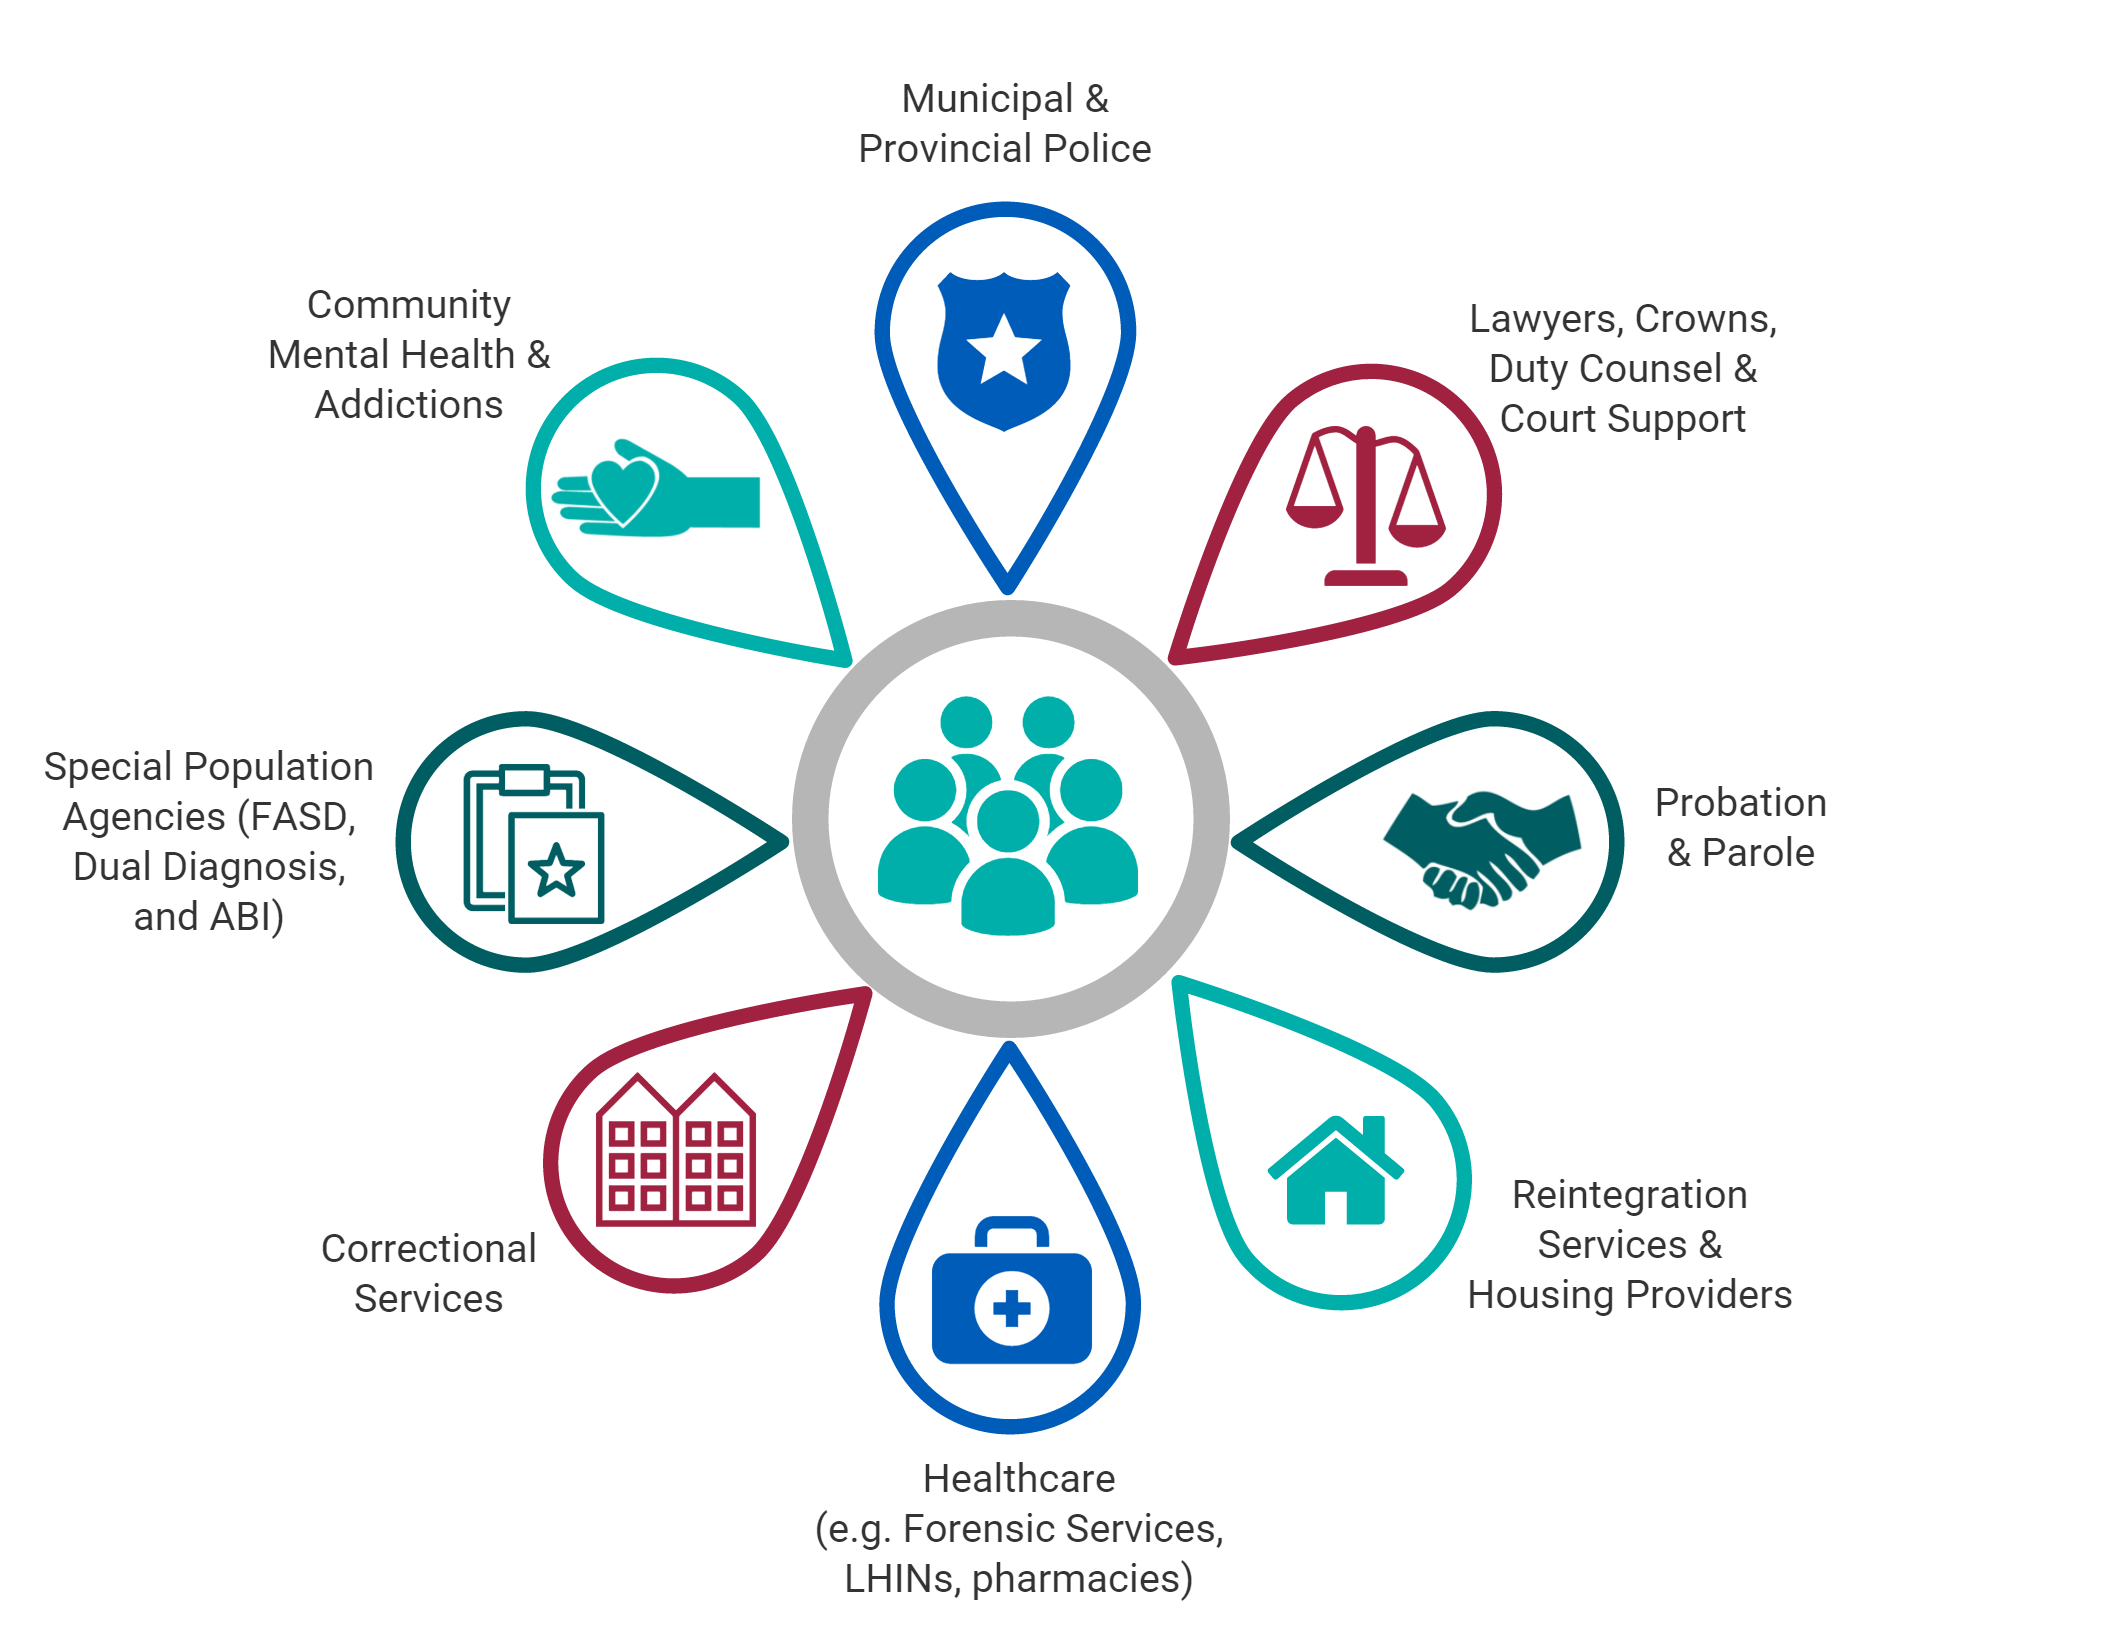 Municipal &
Provincial Police
Community
Mental Health &
Addictions
Lawyers, Crowns,
Duty Counsel &
Court Support
Special Population
Agencies (FASD,
Dual Diagnosis,
and ABI)
Probation
& Parole
Correctional
Services
Reintegration
Services &
Housing Providers
Healthcare
(e.g. Forensic Services,
LHINs, pharmacies)